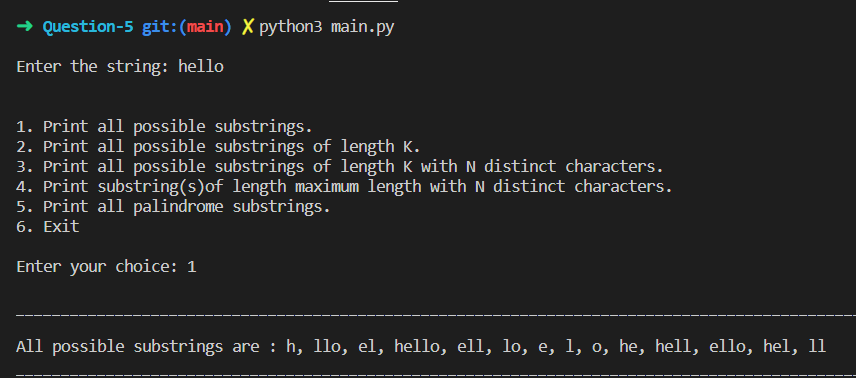 ➜ Question-5 git:(main) ✗ python3 main.py
Enter the string: hello
1. Print all possible substrings.
2. Print all possible substrings of length K.
3. Print all possible substrings of length K with N distinct characters.
4. Print substring(s)of length maximum length with N distinct characters.
5. Print all palindrome substrings.
6. Exit
Enter your choice: 1
All possible substrings are : h, llo, el, hello, ell, lo, e, l, o, he, hell, ello, hel, ll